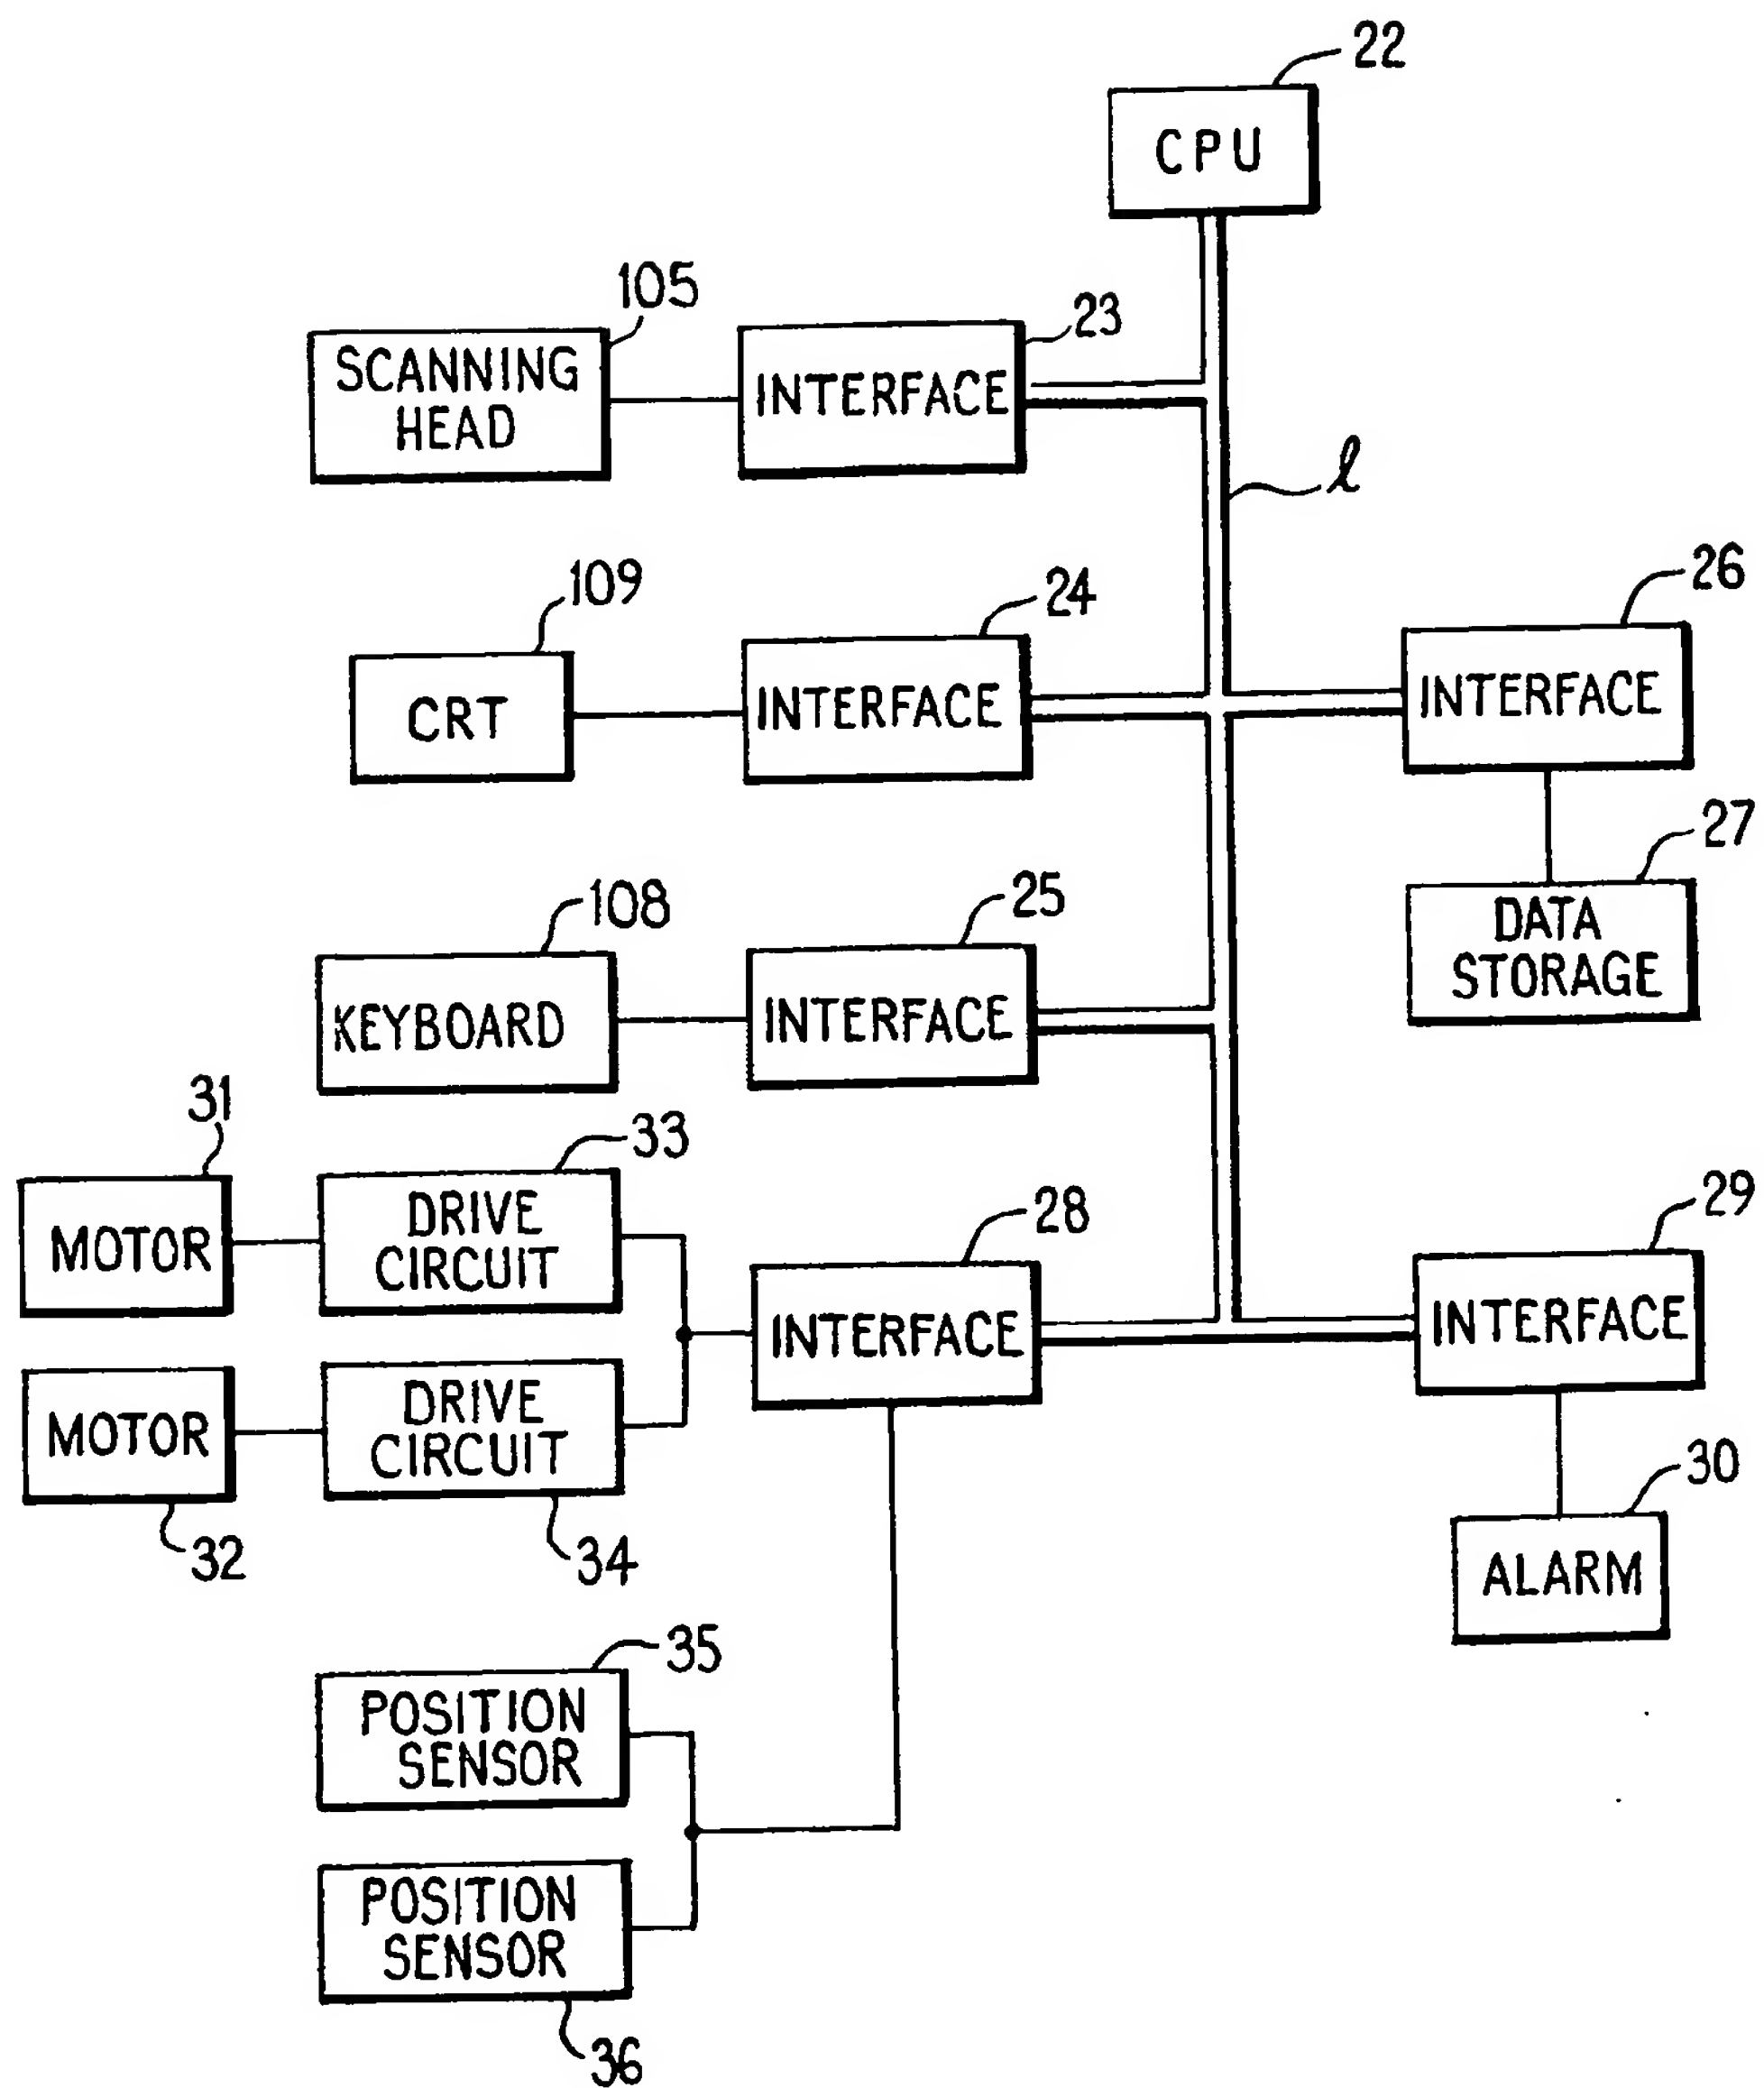 22
CPU
105
SCANNING
HEAD
23
INTERFACE
ℓ
109
CRT
24
INTERFACE
26
INTERFACE
27
DATA
STORAGE
108
KEYBOARD
25
INTERFACE
31
MOTOR
33
DRIVE
CIRCUIT
28
INTERFACE
29
INTERFACE
MOTOR
32
DRIVE
CIRCUIT
34
30
ALARM
35
POSITION
SENSOR
POSITION
SENSOR
36